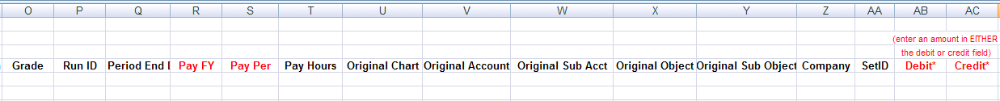 O P Q R S T U V W X Y Z AA AB AC
(enter an amount in EITHER
the debit or credit field)
Grade Run ID Period End Pay FY Pay Per Pay Hours Original Chart Original Account Original Sub Acct Original Object Original Sub Object Company SetID Debit* Credit*